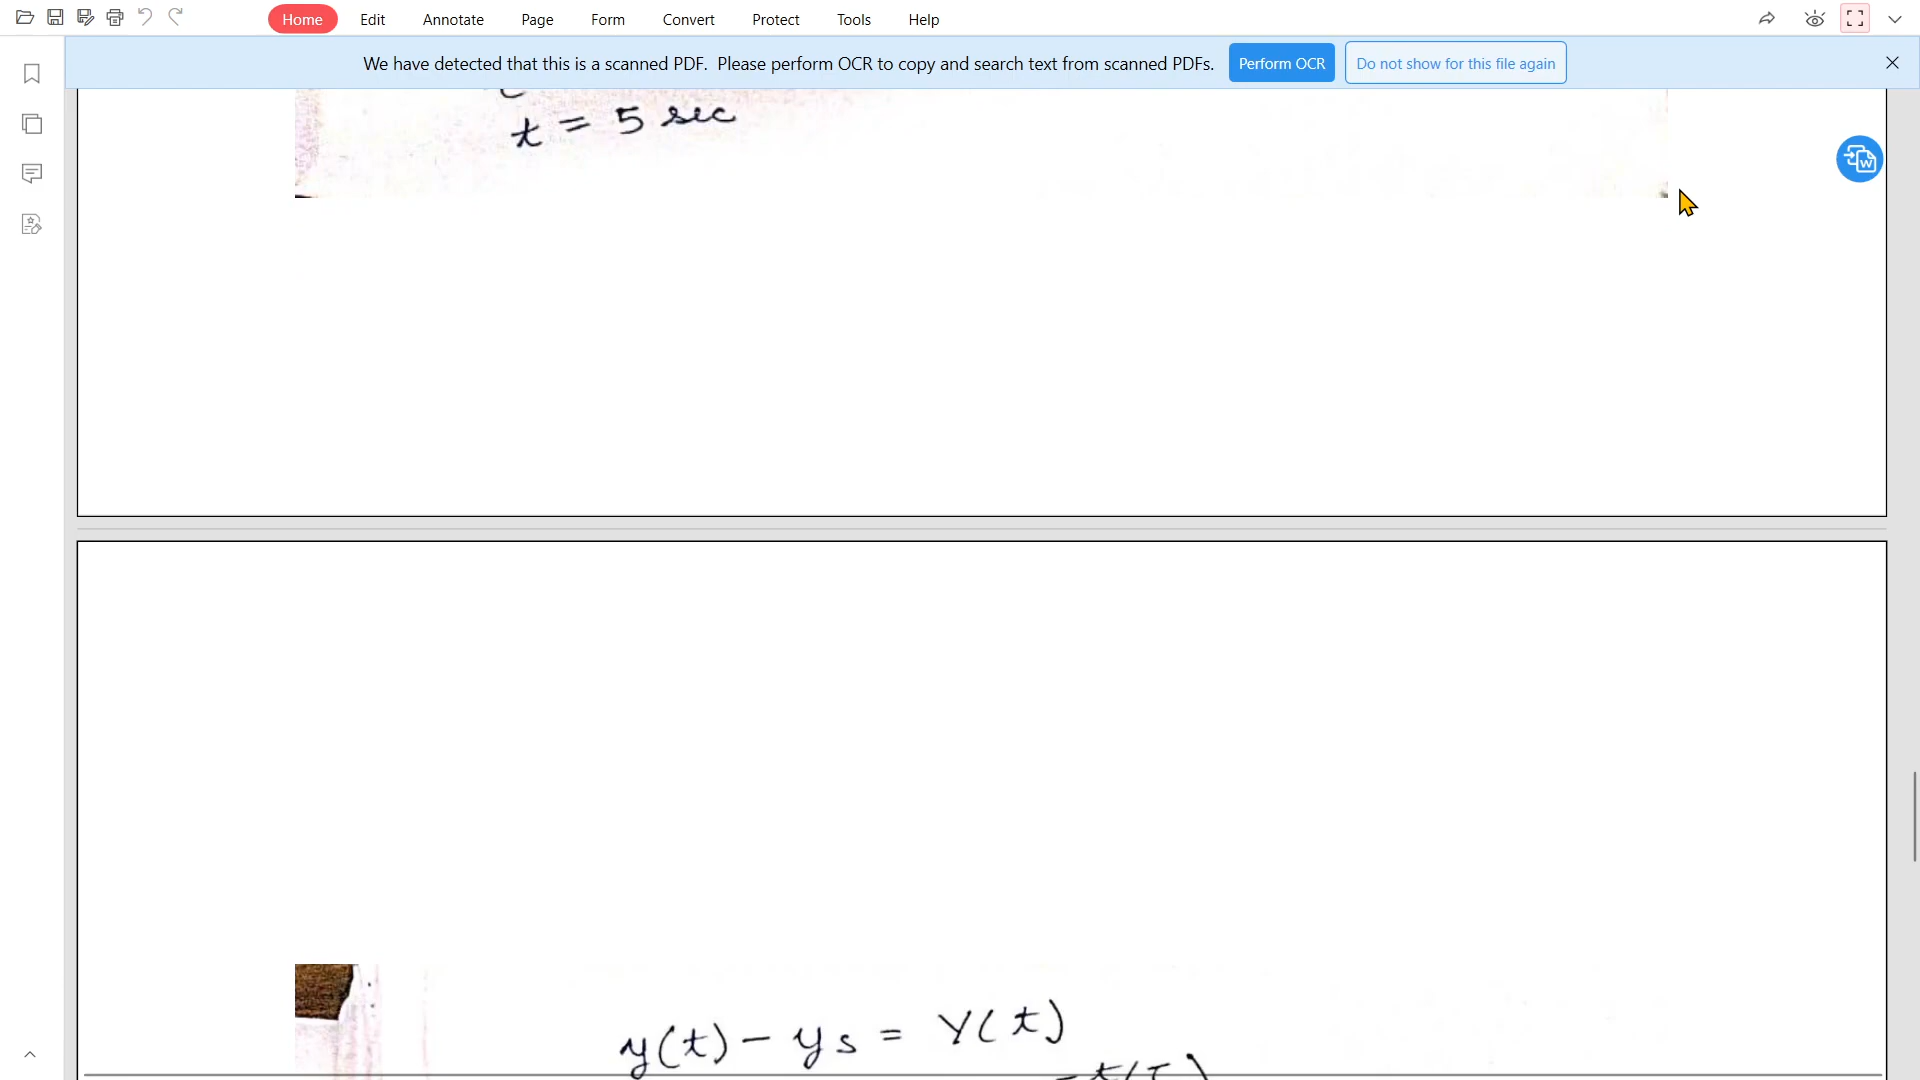 Home Edit Annotate Page Form Convert Protect Tools Help
We have detected that this is a scanned PDF. Please perform OCR to copy and search text from scanned PDFs. Perform OCR Do not show for this file again
t = 5 sec
y(t) - ys = Y(t)